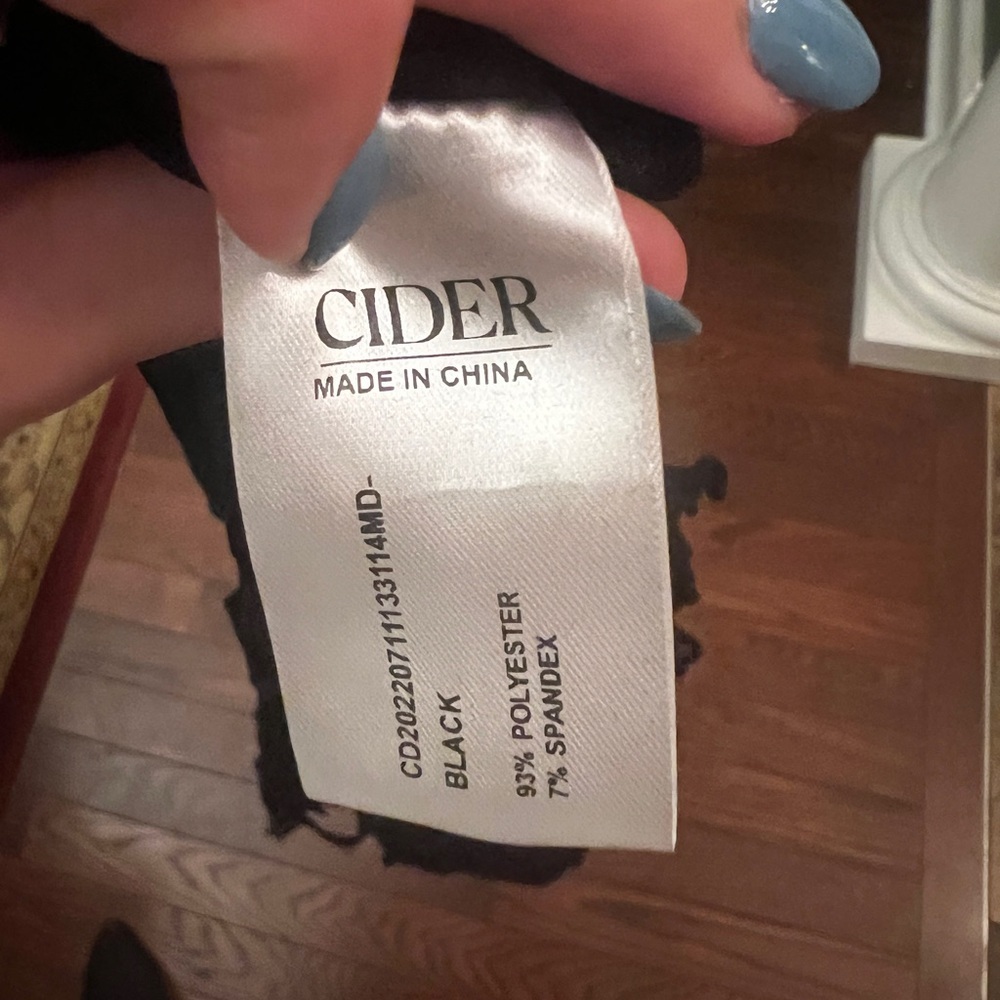 CIDER
MADE IN CHINA
CD20220711133114MD-
BLACK
93% POLYESTER
7% SPANDEX